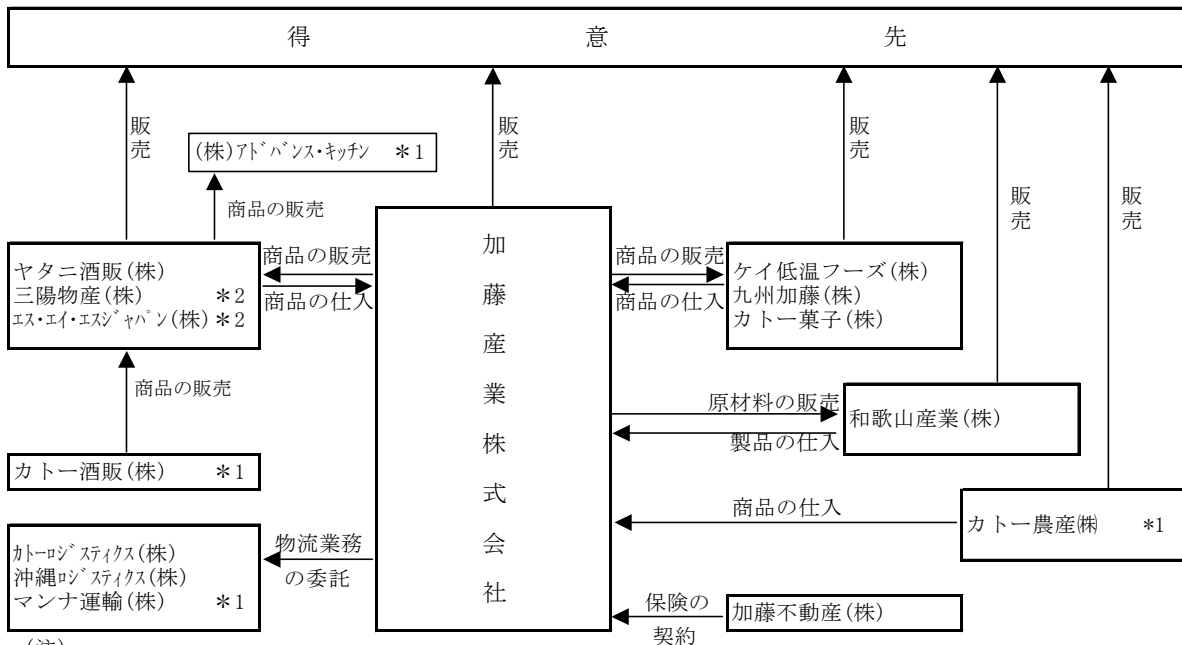 得意先
販売
販売
販売
販売
販売
(株)アドバンス・キッチン ＊1
商品の販売
ヤタニ酒販(株)
三陽物産(株) ＊2
エス・エイ・エスジャパン(株)＊2
商品の販売
商品の仕入
加藤産業株式会社
商品の販売
商品の仕入
ケイ低温フーズ(株)
九州加藤(株)
カトー菓子(株)
商品の販売
原材料の販売
製品の仕入
和歌山産業(株)
カトー酒販(株) ＊1
商品の仕入
カトー農産㈱ *1
カトーロジスティクス(株)
沖縄ロジスティクス(株)
マンナ運輸(株) ＊1
物流業務
の委託
保険の
契約
加藤不動産(株)